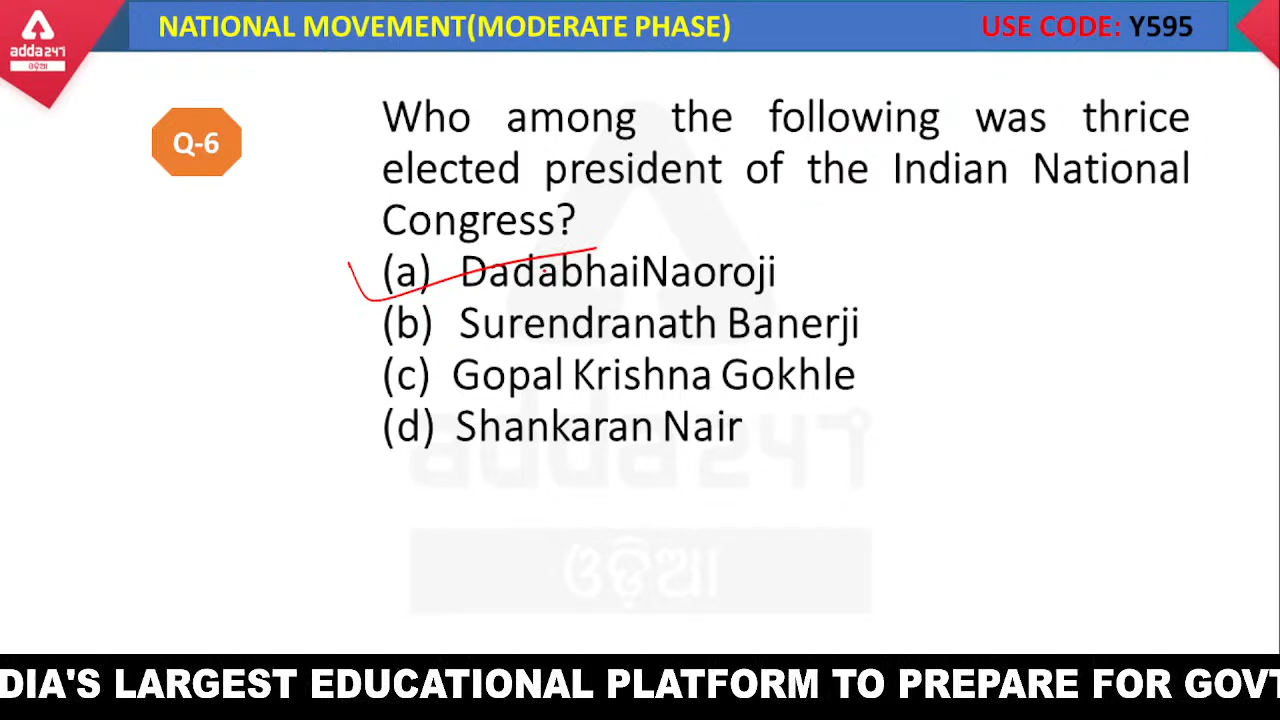 NATIONAL MOVEMENT(MODERATE PHASE)
USE CODE: Y595
adda247
ଓଡ଼ିଆ
Q-6
Who among the following was thrice
elected president of the Indian National
Congress?
(a) DadabhaiNaoroji
(b) Surendranath Banerji
(c) Gopal Krishna Gokhle
(d) Shankaran Nair
adda247
ଓଡ଼ିଆ
DIA'S LARGEST EDUCATIONAL PLATFORM TO PREPARE FOR GOVT